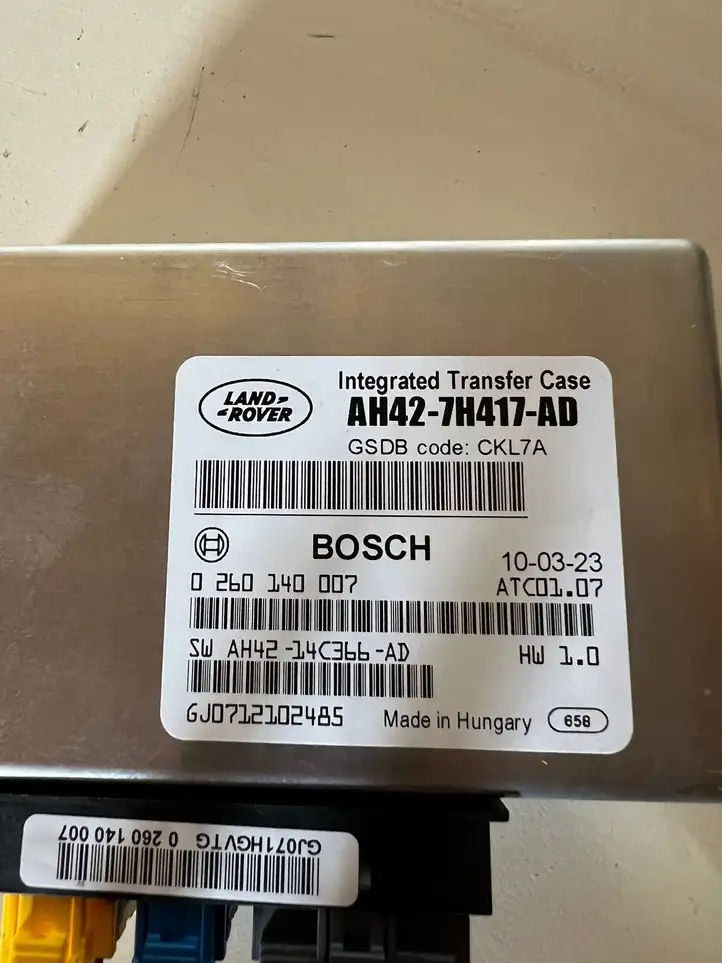 LAND-
-ROVER
Integrated Transfer Case
AH42-7H417-AD
GSDB code: CKL7A
BOSCH
10-03-23
0 260 140 007
ATC01.07
SW AH42-14C366-AD
HW 1.0
GJ0712102485
Made in Hungary
658
GJ071HGVTG 0 260 140 007